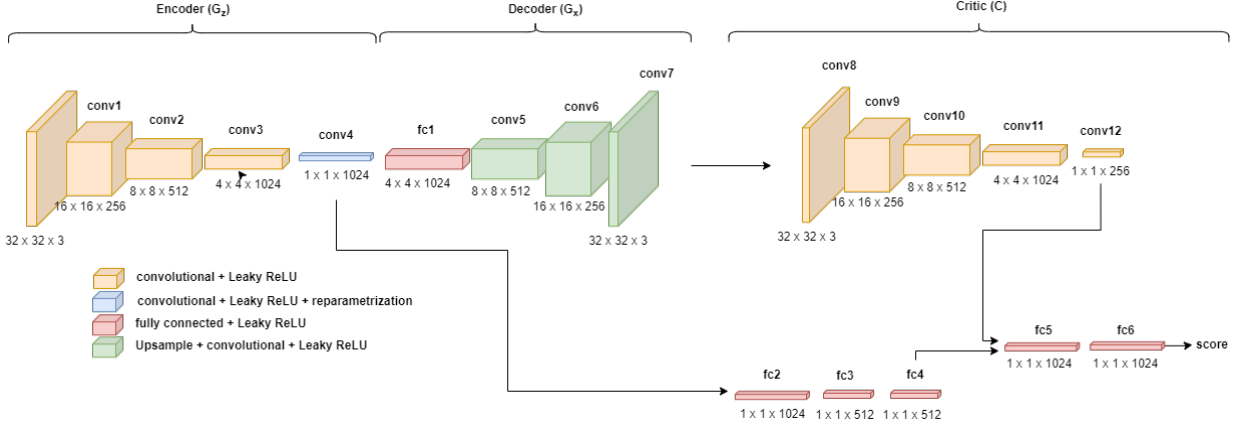 Encoder (Gz)
Decoder (Gx)
Critic (C)
conv1
conv2
conv3
conv4
fc1
conv5
conv6
conv7
conv8
conv9
conv10
conv11
conv12
32 x 32 x 3
16 x 16 x 256
8 x 8 x 512
4 x 4 x 1024
1 x 1 x 1024
4 x 4 x 1024
8 x 8 x 512
16 x 16 x 256
32 x 32 x 3
32 x 32 x 3
16 x 16 x 256
8 x 8 x 512
4 x 4 x 1024
1 x 1 x 256
convolutional + Leaky ReLU
convolutional + Leaky ReLU + reparametrization
fully connected + Leaky ReLU
Upsample + convolutional + Leaky ReLU
fc2
fc3
fc4
1 x 1 x 1024
1 x 1 x 512
1 x 1 x 512
fc5
fc6
1 x 1 x 1024
1 x 1 x 1024
score